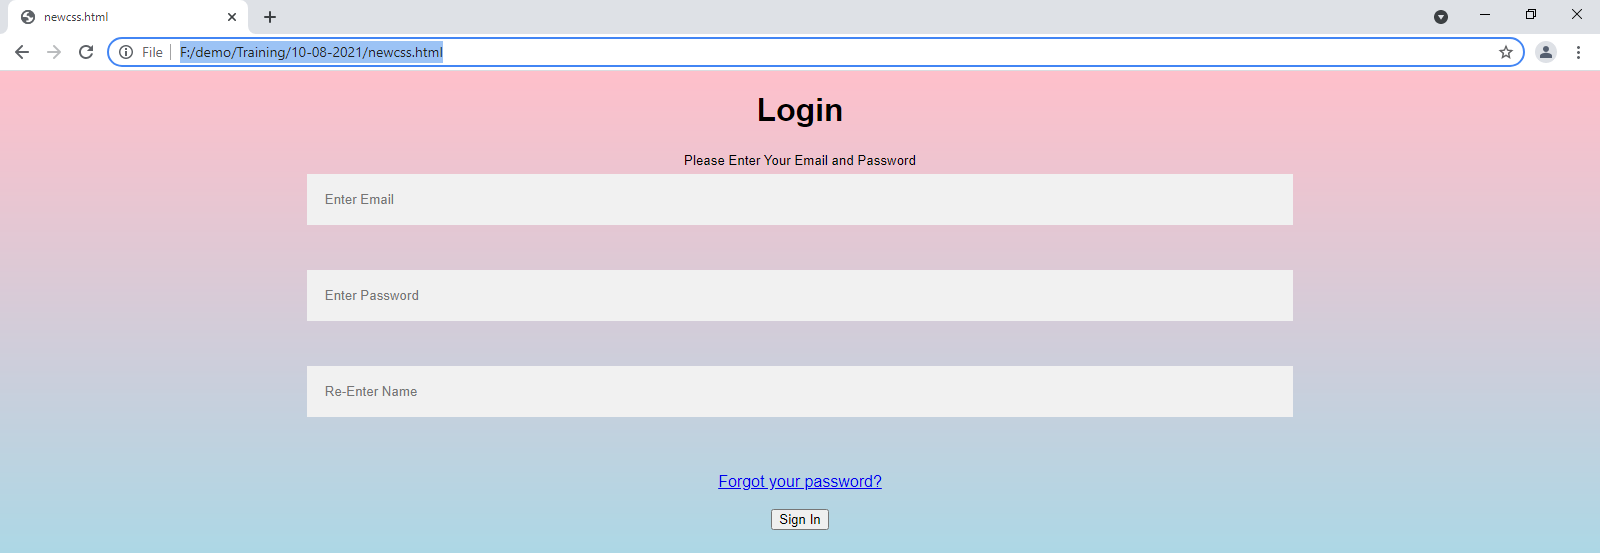 newcss.html
File F:/demo/Training/10-08-2021/newcss.html
Login
Please Enter Your Email and Password
Enter Email
Enter Password
Re-Enter Name
Forgot your password?
Sign In